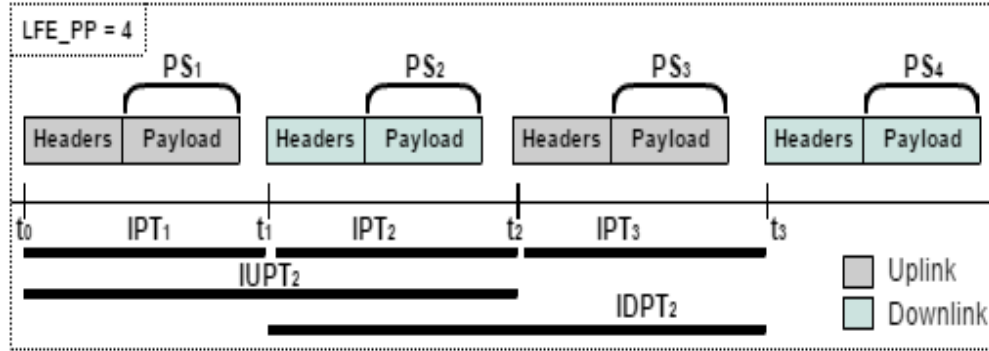 LFE_PP = 4
PS1 PS2 PS3 PS4
Headers Payload Headers Payload Headers Payload Headers Payload
t0 IPT1 t1 IPT2 t2 IPT3 t3
IUPT2
IDPT2
Uplink
Downlink